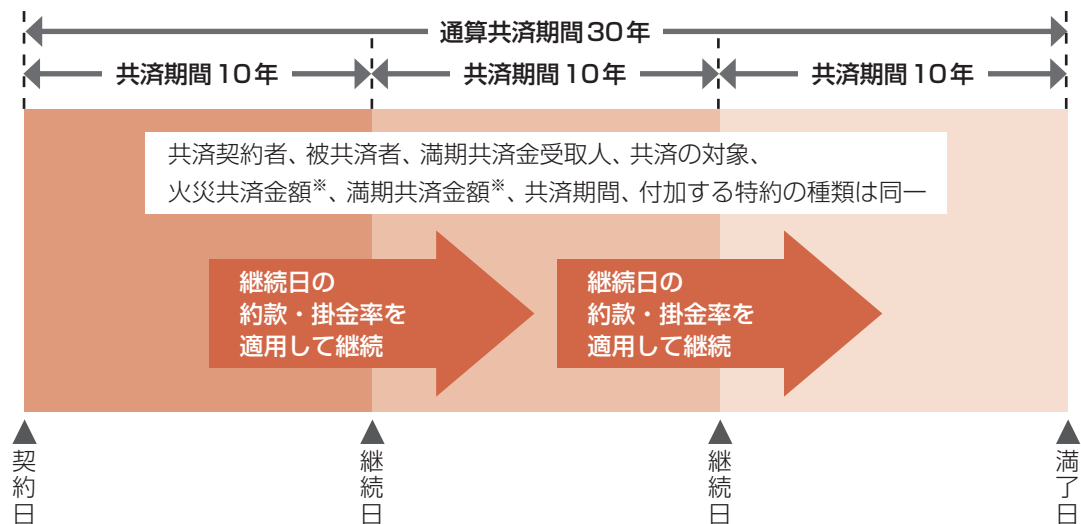 通算共済期間30年
共済期間10年
共済期間10年
共済期間10年
共済契約者、被共済者、満期共済金受取人、共済の対象、
火災共済金額※、満期共済金額※、共済期間、付加する特約の種類は同一
継続日の
約款・掛金率を
適用して継続
継続日の
約款・掛金率を
適用して継続
契約日
継続日
継続日
満了日